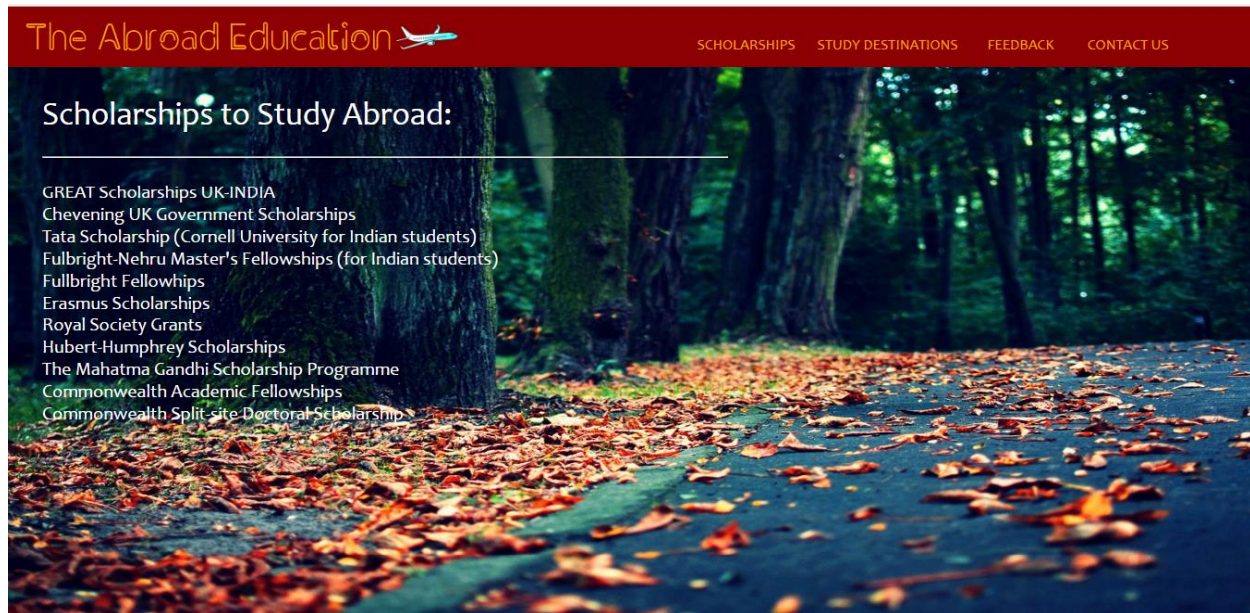 The Abroad Education
SCHOLARSHIPS STUDY DESTINATIONS FEEDBACK CONTACT US
Scholarships to Study Abroad:
GREAT Scholarships UK-INDIA
Chevening UK Government Scholarships
Tata Scholarship (Cornell University for Indian students)
Fulbright-Nehru Master's Fellowships (for Indian students)
Fullbright Fellowhips
Erasmus Scholarships
Royal Society Grants
Hubert-Humphrey Scholarships
The Mahatma Gandhi Scholarship Programme
Commonwealth Academic Fellowships
Commonwealth Split-site Doctoral Scholarship